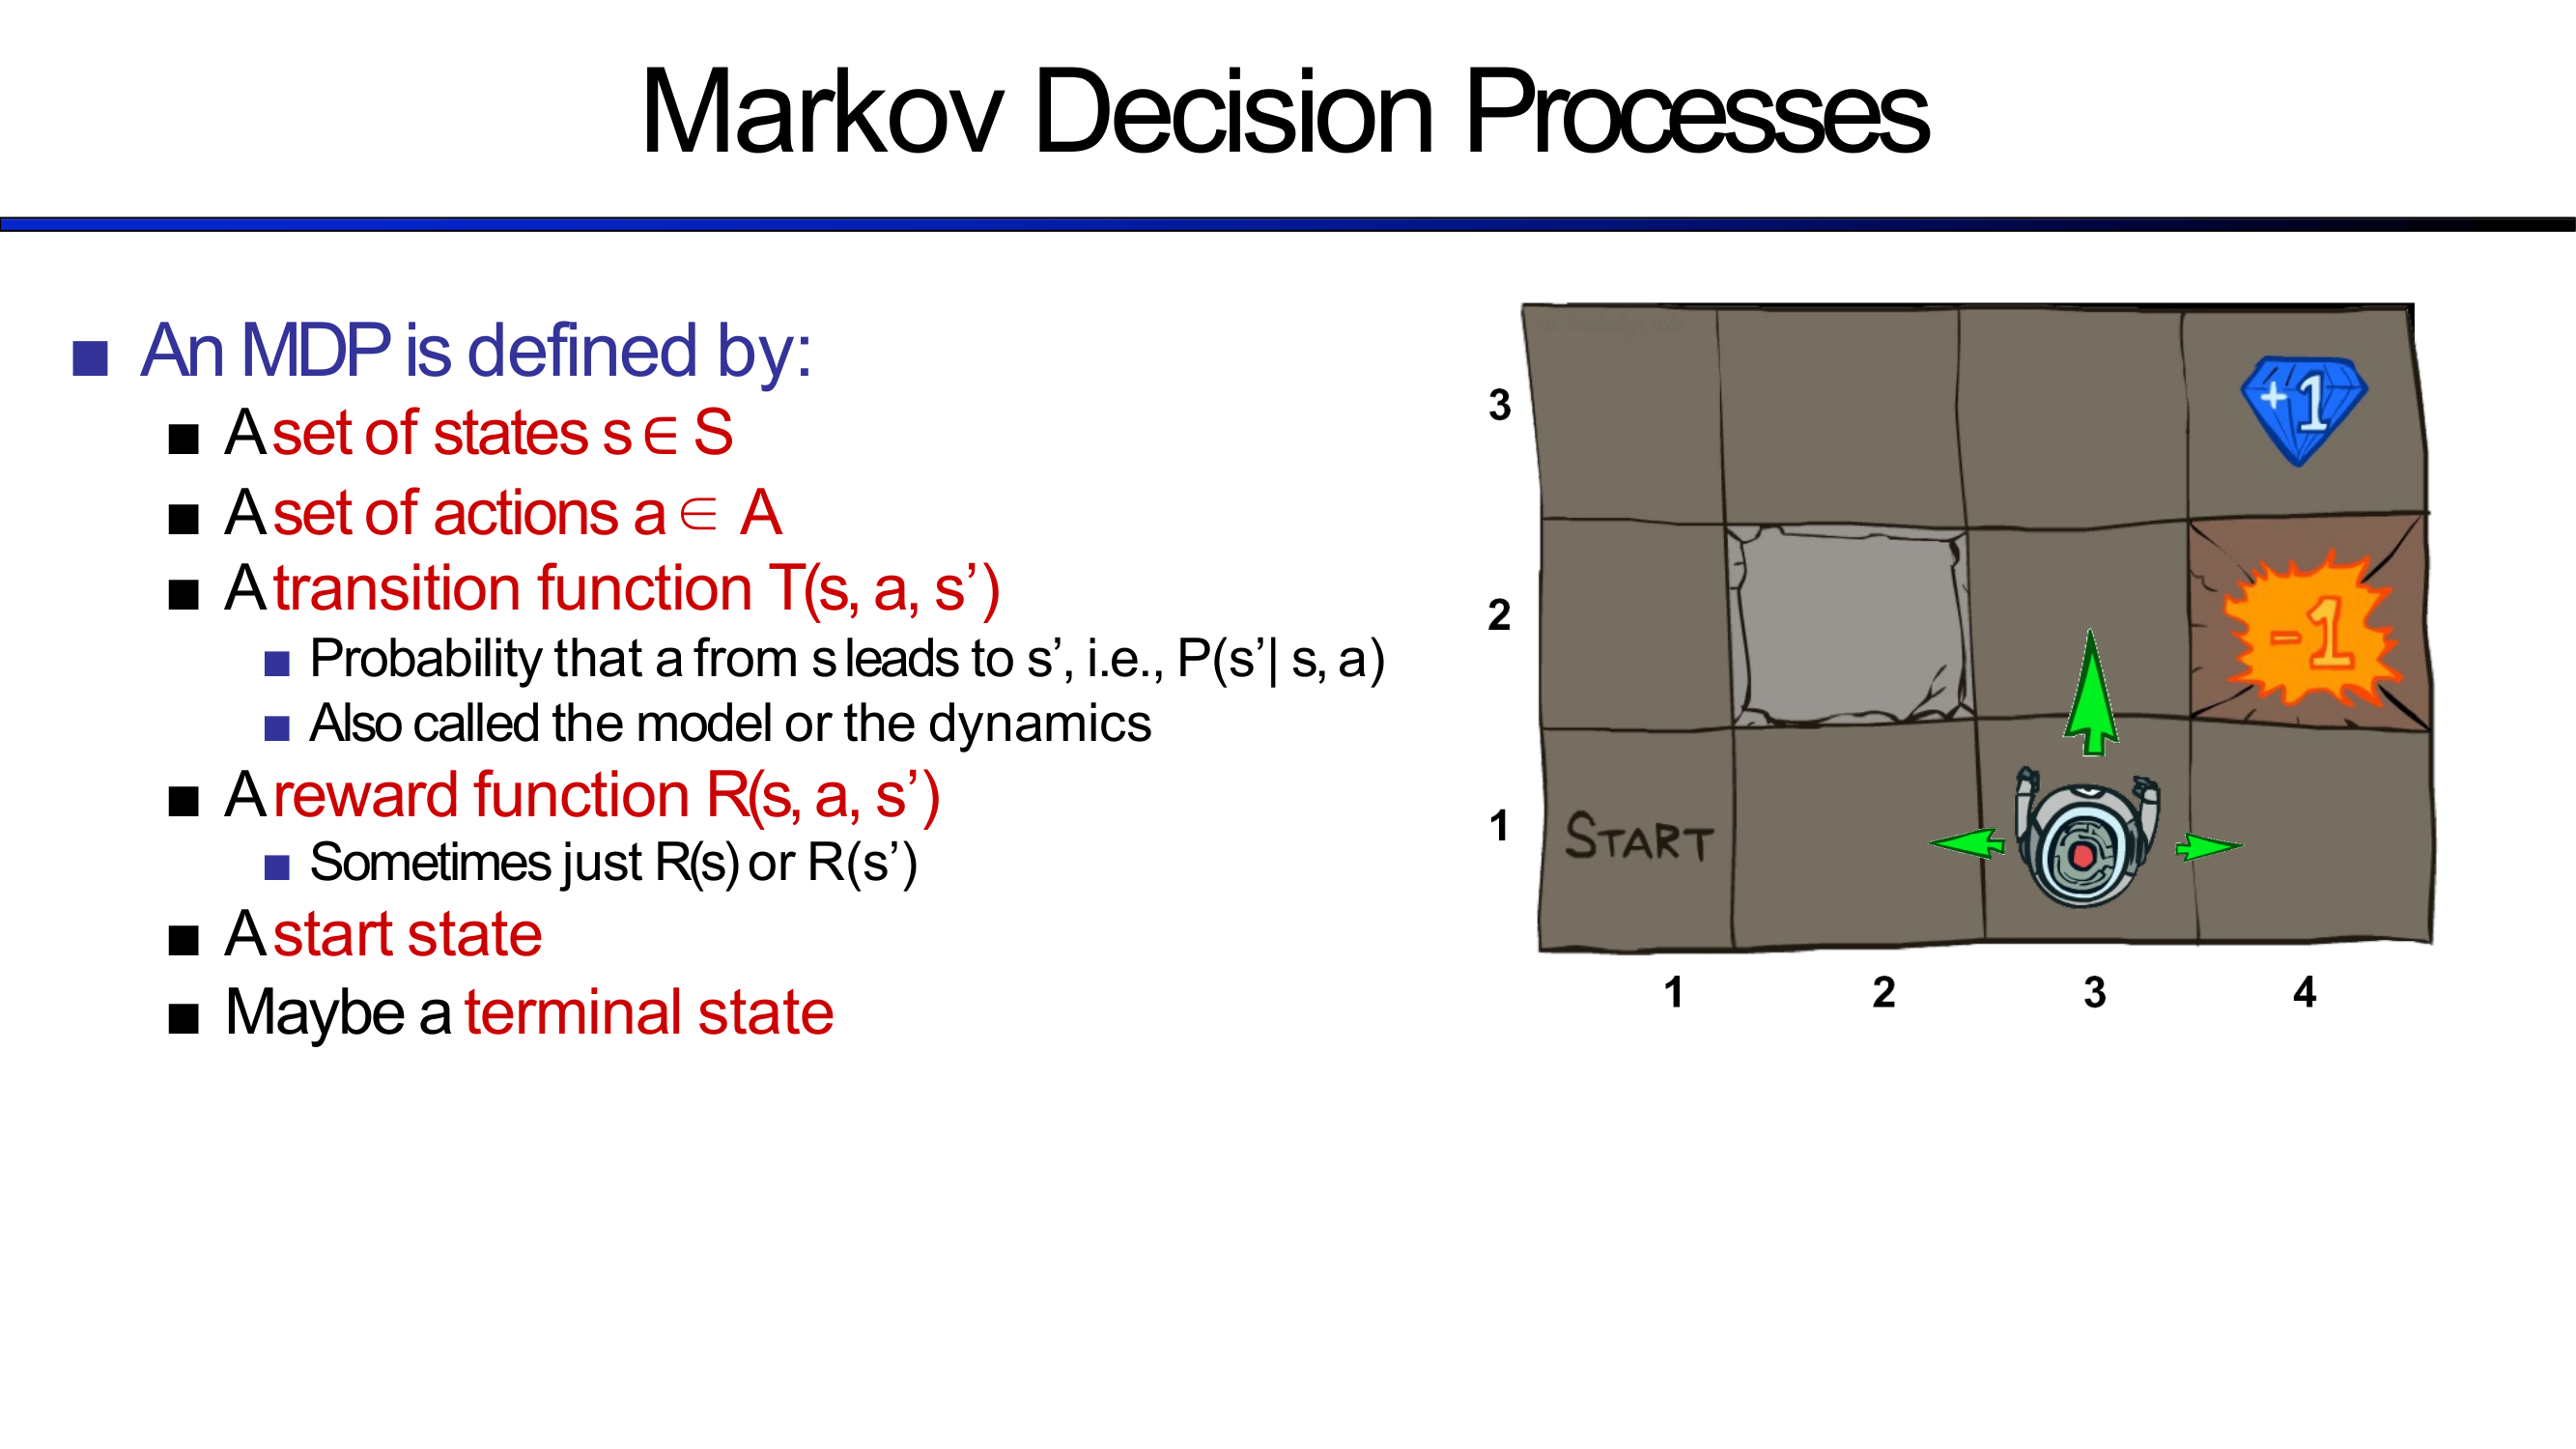 Markov Decision Processes
An MDP is defined by:
A set of states s ∈ S
A set of actions a ∈ A
A transition function T(s, a, s’)
Probability that a from s leads to s’, i.e., P(s’| s, a)
Also called the model or the dynamics
A reward function R(s, a, s’)
Sometimes just R(s) or R(s’)
A start state
Maybe a terminal state
+1
3
-1
2
START
1
1 2 3 4